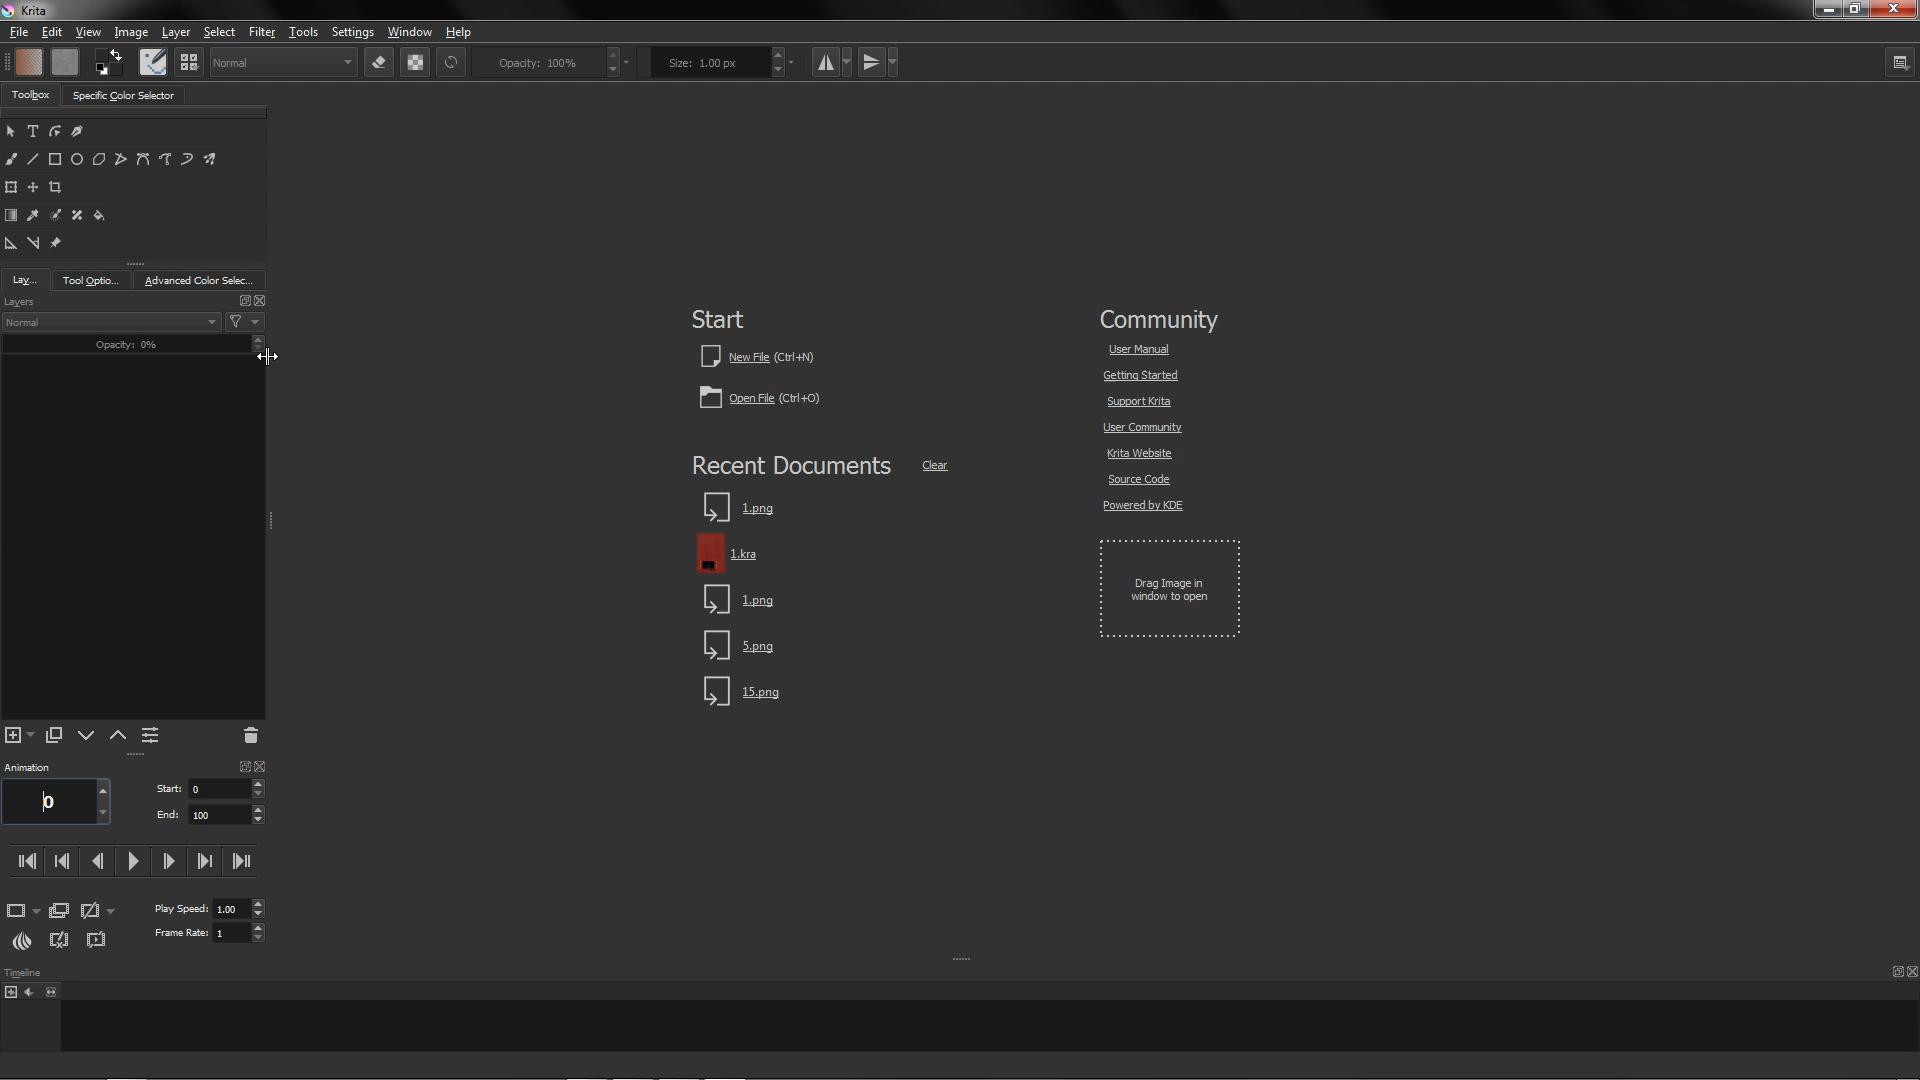 Krita
File Edit View Image Layer Select Filter Tools Settings Window Help
Normal Opacity: 100% Size: 1.00 px
Toolbox Specific Color Selector
Lay... Tool Optio... Advanced Color Selec...
Layers
Normal
Opacity: 0%
Start
New File (Ctrl+N)
Open File (Ctrl+O)
Recent Documents Clear
1.png
1.kra
1.png
5.png
15.png
Community
User Manual
Getting Started
Support Krita
User Community
Krita Website
Source Code
Powered by KDE
Drag Image in
window to open
Animation
0
Start: 0
End: 100
Play Speed: 1.00
Frame Rate: 1
Timeline